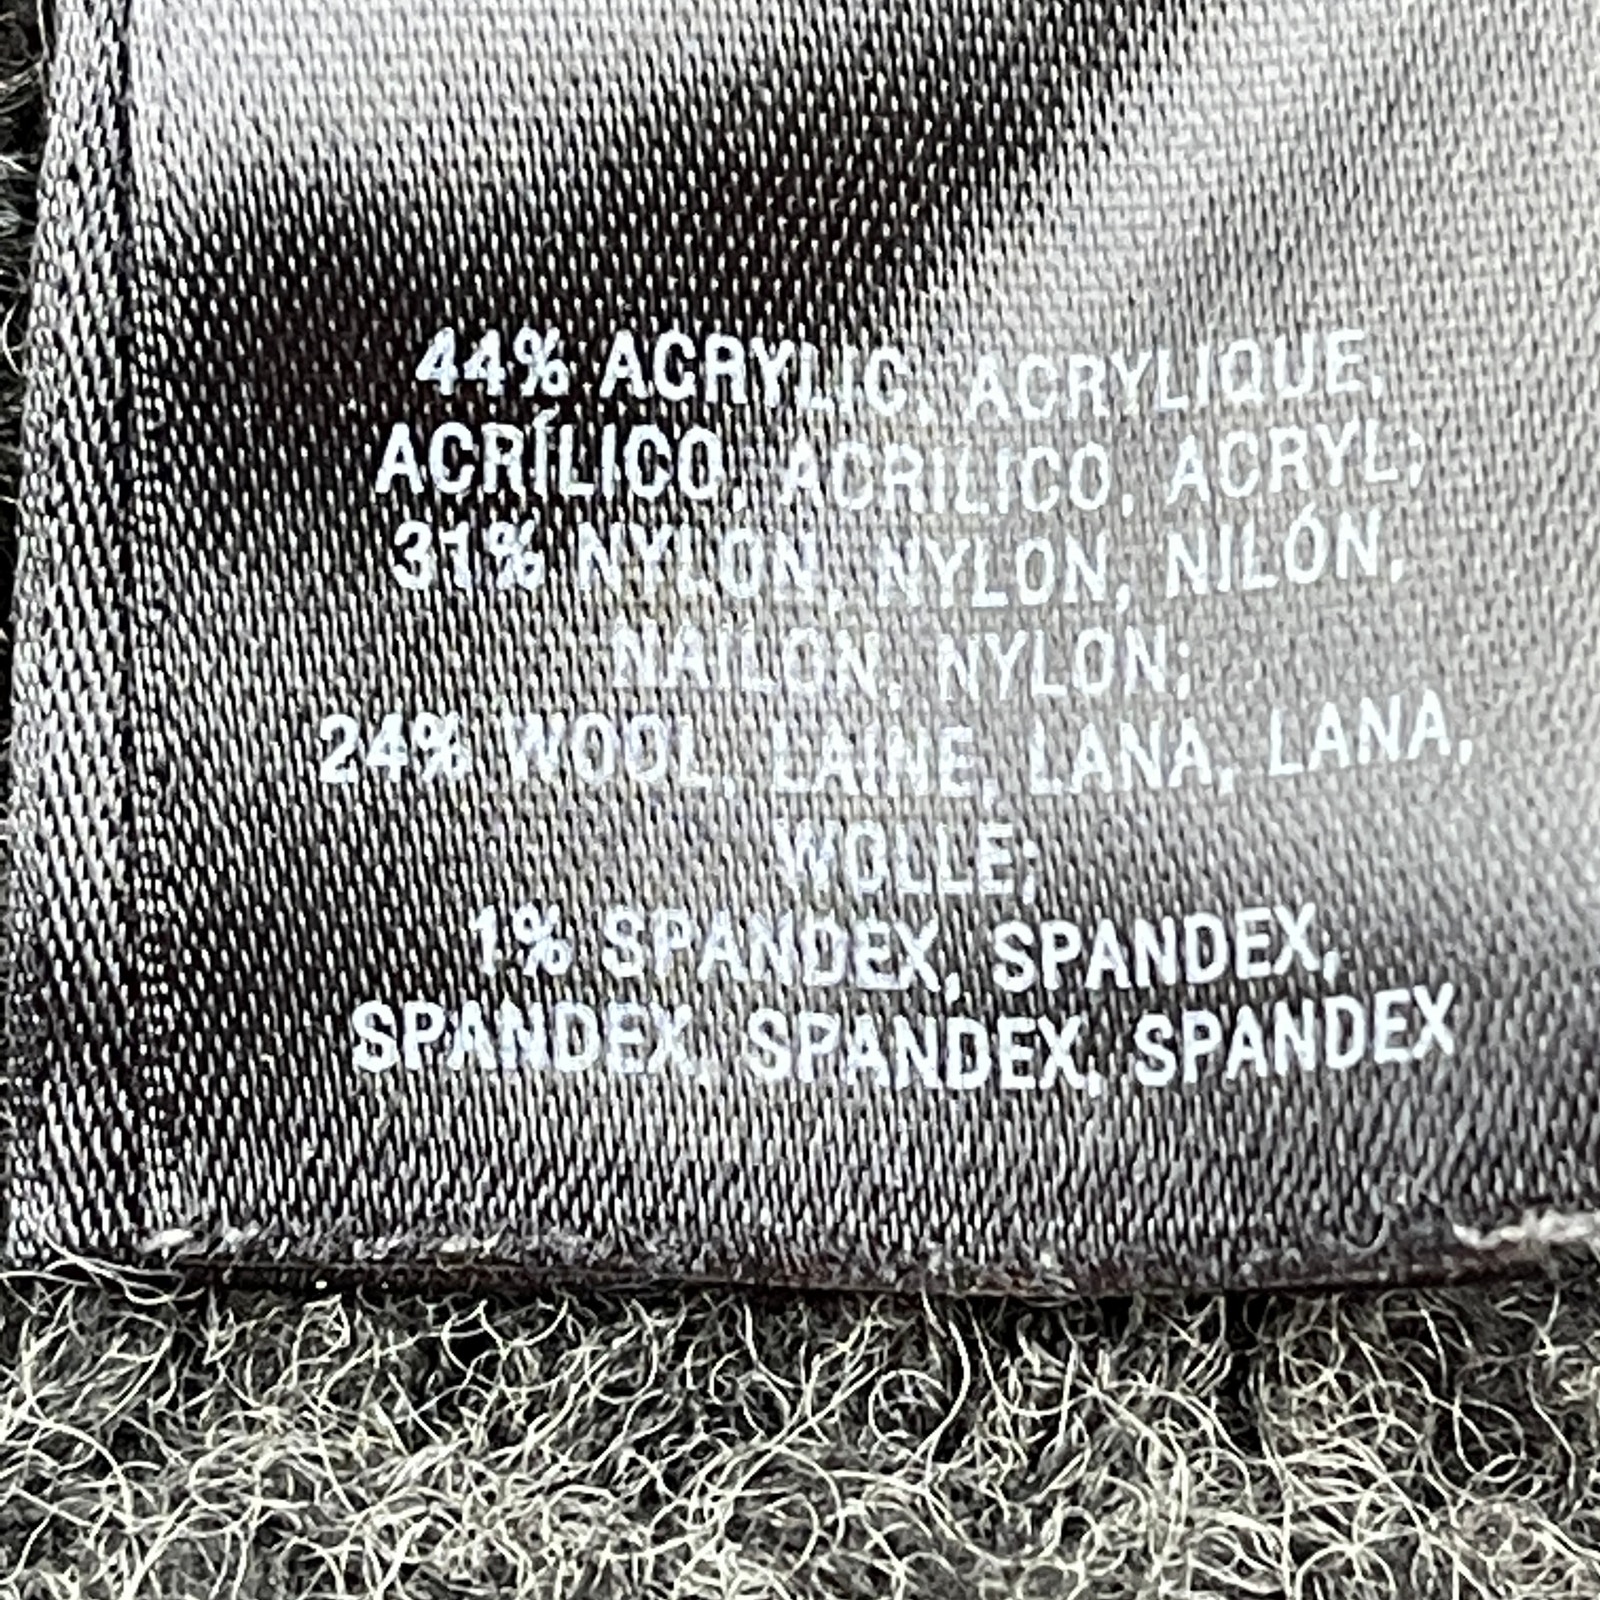 44% ACRYLIC, ACRYLIQUE,
ACRÍLICO, ACRILICO, ACRYL;
31% NYLON, NYLON, NILÓN,
NAILON, NYLON;
24% WOOL, LAINE, LANA, LANA,
WOLLE;
1% SPANDEX, SPANDEX,
SPANDEX, SPANDEX, SPANDEX